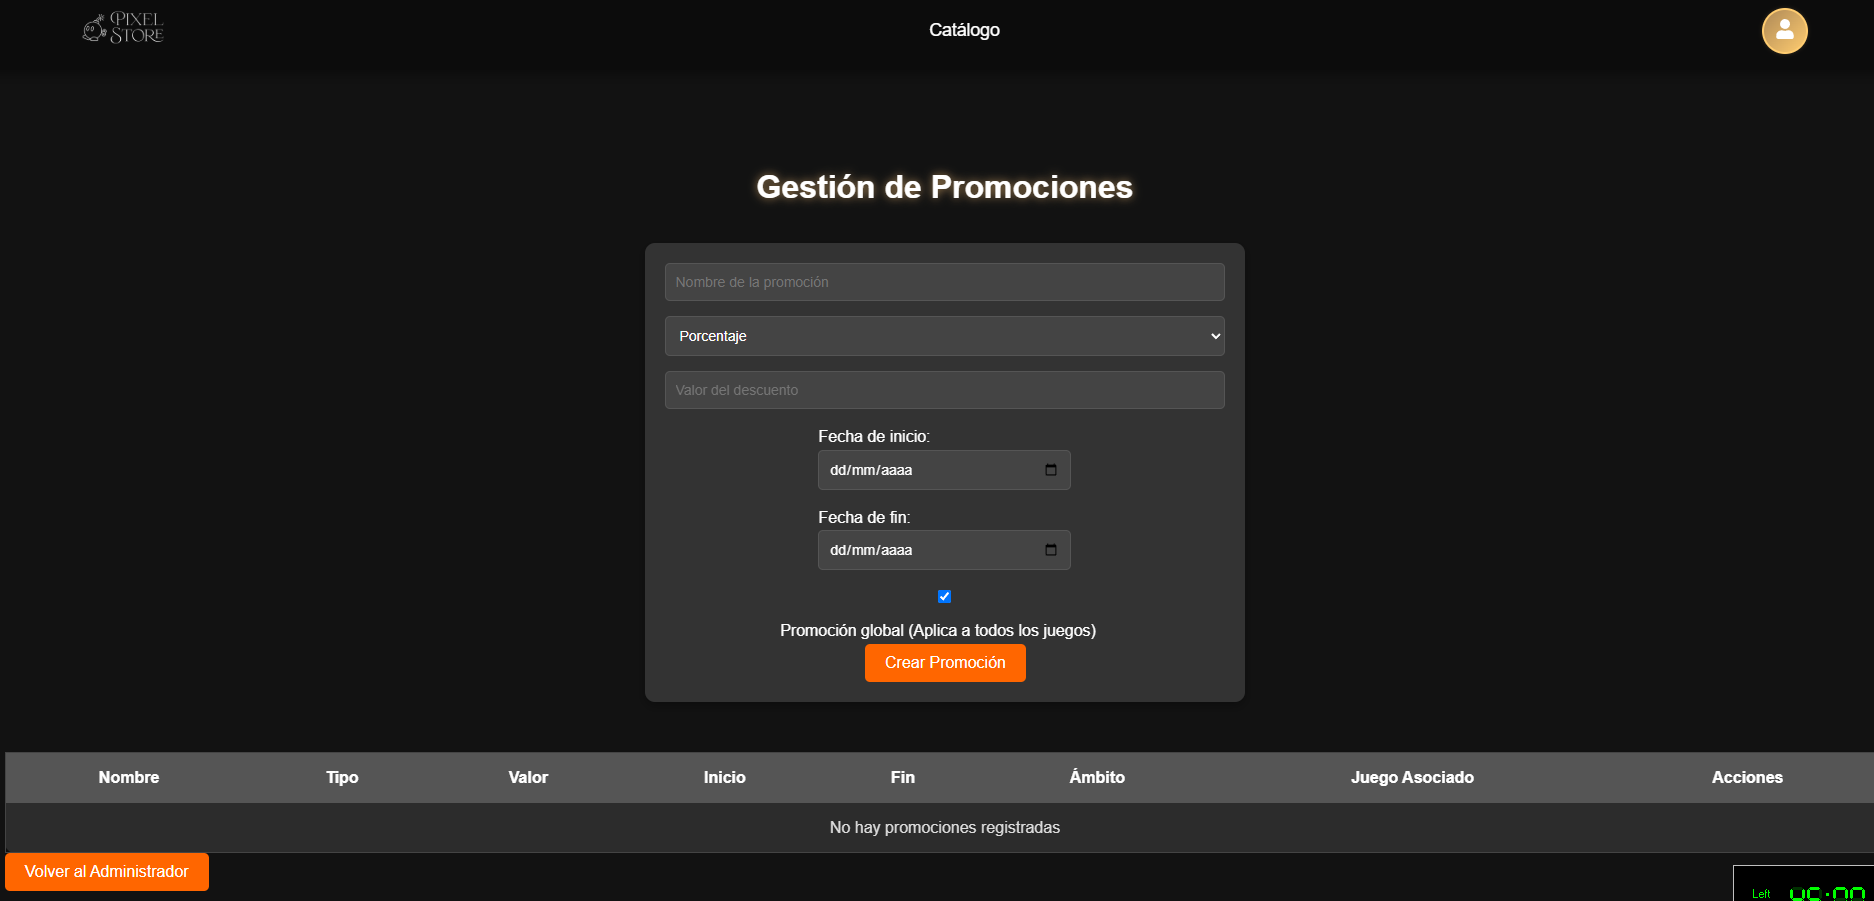 PIXEL
STORE
Catálogo
Gestión de Promociones
Nombre de la promoción
Porcentaje
Valor del descuento
Fecha de inicio:
dd/mm/aaaa
Fecha de fin:
dd/mm/aaaa
Promoción global (Aplica a todos los juegos)
Crear Promoción
Nombre Tipo Valor Inicio Fin Ámbito Juego Asociado Acciones
No hay promociones registradas
Volver al Administrador
Left